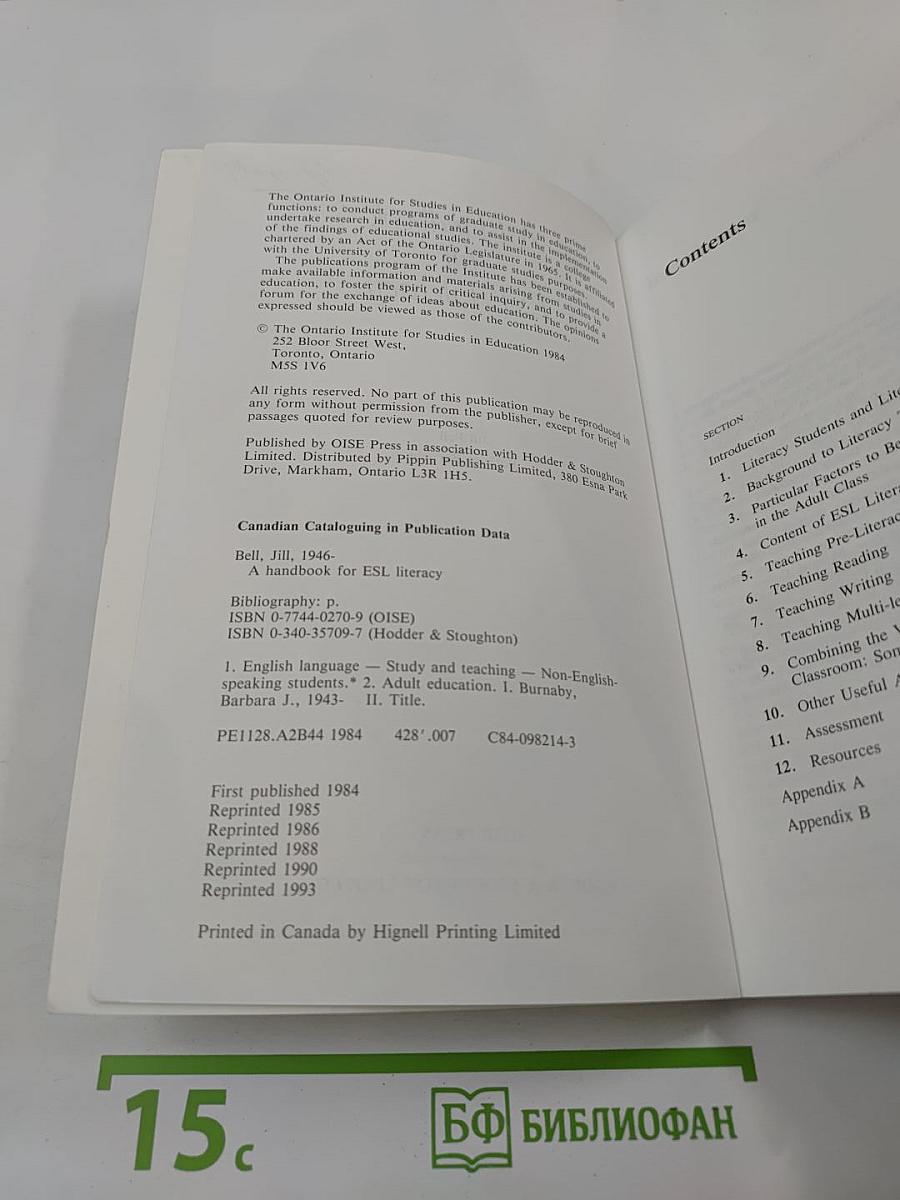 The Ontario Institute for Studies in Education has three prime
functions: to conduct programs of graduate study in education, to
undertake research in education, and to assist in the implementation
of the findings of educational studies. The institute is a college
chartered by an Act of the Ontario Legislature in 1965. It is affiliated
with the University of Toronto for graduate studies purposes.
The publications program of the Institute has been established to
make available information and materials arising from studies in
education, to foster the spirit of critical inquiry, and to provide a
forum for the exchange of ideas about education. The opinions
expressed should be viewed as those of the contributors.
© The Ontario Institute for Studies in Education 1984
252 Bloor Street West,
Toronto, Ontario
M5S 1V6
All rights reserved. No part of this publication may be reproduced in
any form without permission from the publisher, except for brief
passages quoted for review purposes.
Published by OISE Press in association with Hodder & Stoughton
Limited. Distributed by Pippin Publishing Limited, 380 Esna Park
Drive, Markham, Ontario L3R 1H5.
Canadian Cataloguing in Publication Data
Bell, Jill, 1946-
A handbook for ESL literacy
Bibliography: p.
ISBN 0-7744-0270-9 (OISE)
ISBN 0-340-35709-7 (Hodder & Stoughton)
1. English language — Study and teaching — Non-English-
speaking students.* 2. Adult education. I. Burnaby,
Barbara J., 1943- II. Title.
PE1128.A2B44 1984 428′.007 C84-098214-3
First published 1984
Reprinted 1985
Reprinted 1986
Reprinted 1988
Reprinted 1990
Reprinted 1993
Printed in Canada by Hignell Printing Limited
Contents
SECTION
Introduction
1. Literacy Students and
2. Background to Literacy
3. Particular Factors to
in the Adult Class
4. Content of ESL
5. Teaching
6. Teaching Reading
7. Teaching Writing
8. Teaching
9. Combining the
Classroom:
10. Other Useful
11. Assessment
12. Resources
Appendix A
Appendix B
15 с
БФ БИБЛИОФАН